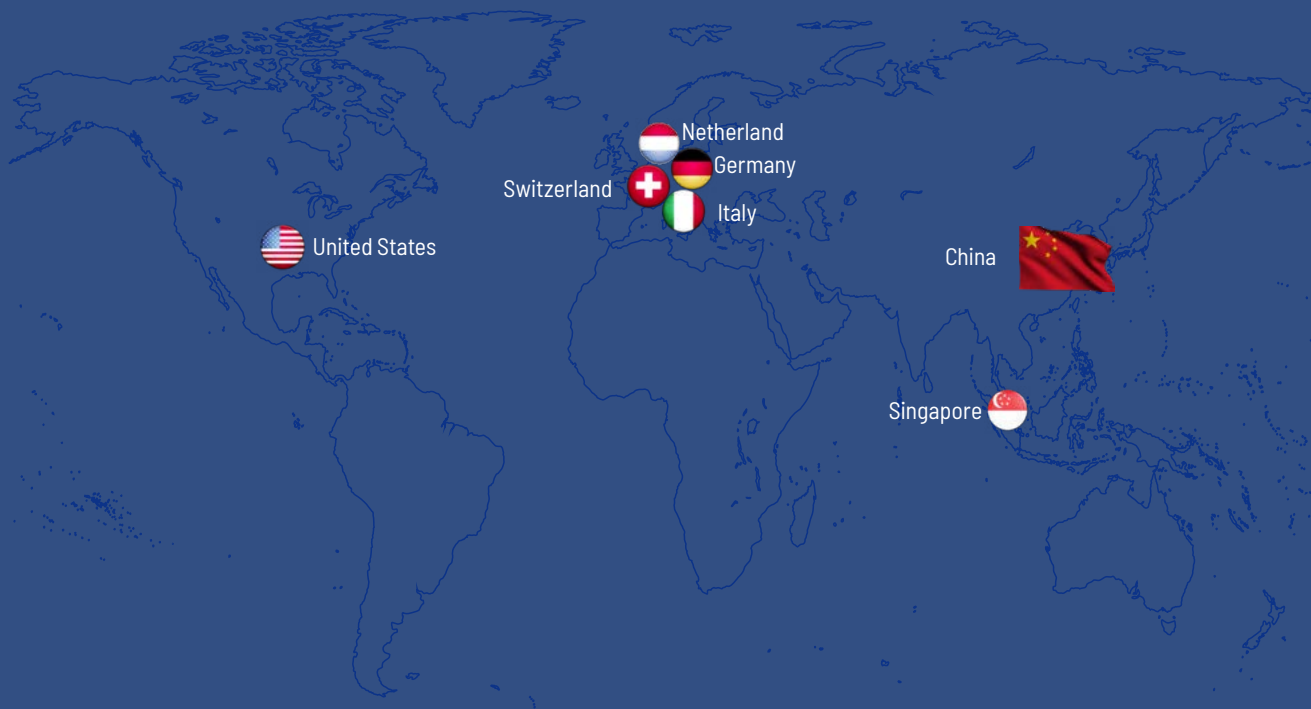 Netherland
Germany
Switzerland
Italy
United States
China
Singapore